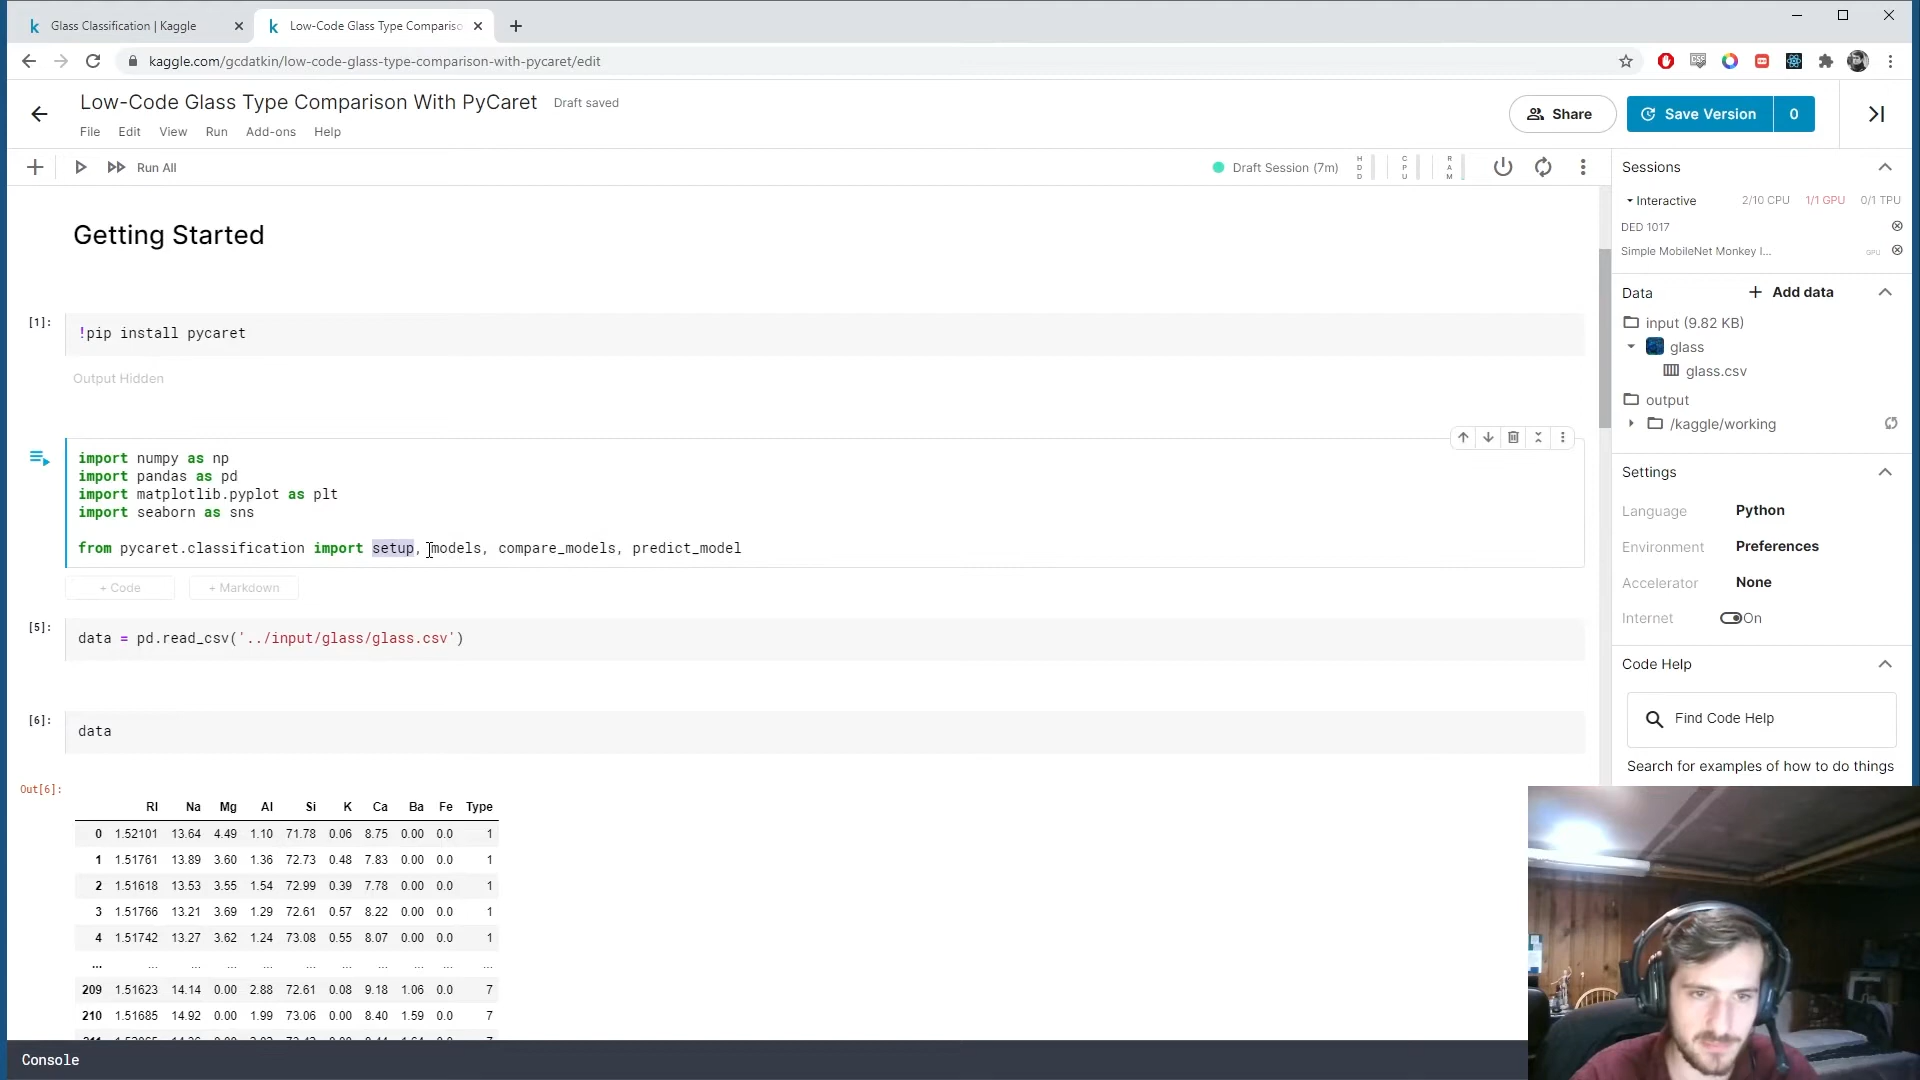 Glass Classification | Kaggle
Low-Code Glass Type Compariso
kaggle.com/gcdatkin/low-code-glass-type-comparison-with-pycaret/edit
Low-Code Glass Type Comparison With PyCaret Draft saved
File Edit View Run Add-ons Help
Share
Save Version 0
Run All
Draft Session (7m)
HDD
CPU
RAM
Getting Started
[1]:
!pip install pycaret
Output Hidden
import numpy as np
import pandas as pd
import matplotlib.pyplot as plt
import seaborn as sns
from pycaret.classification import setup, models, compare_models, predict_model
+ Code + Markdown
[5]:
data = pd.read_csv('../input/glass/glass.csv')
[6]:
data
Out[6]:
RI Na Mg Al Si K Ca Ba Fe Type
0 1.52101 13.64 4.49 1.10 71.78 0.06 8.75 0.00 0.0 1
1 1.51761 13.89 3.60 1.36 72.73 0.48 7.83 0.00 0.0 1
2 1.51618 13.53 3.55 1.54 72.99 0.39 7.78 0.00 0.0 1
3 1.51766 13.21 3.69 1.29 72.61 0.57 8.22 0.00 0.0 1
4 1.51742 13.27 3.62 1.24 73.08 0.55 8.07 0.00 0.0 1
... ... ... ... ... ... ... ... ... ... ...
209 1.51623 14.14 0.00 2.88 72.61 0.08 9.18 1.06 0.0 7
210 1.51685 14.92 0.00 1.99 73.06 0.00 8.40 1.59 0.0 7
Console
Sessions
Interactive 2/10 CPU 1/1 GPU 0/1 TPU
DED 1017
Simple MobileNet Monkey I... GPU
Data + Add data
input (9.82 KB)
glass
glass.csv
output
/kaggle/working
Settings
Language Python
Environment Preferences
Accelerator None
Internet On
Code Help
Find Code Help
Search for examples of how to do things